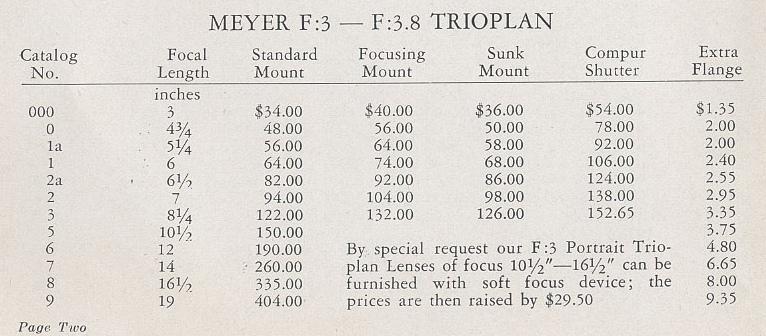 MEYER F:3 — F:3.8 TRIOPLAN
Catalog Focal Standard Focusing Sunk Compur Extra
No. Length Mount Mount Mount Shutter Flange
inches
000 3 $34.00 $40.00 $36.00 $54.00 $1.35
0 4¾ 48.00 56.00 50.00 78.00 2.00
1a 5¼ 56.00 64.00 58.00 92.00 2.00
1 6 64.00 74.00 68.00 106.00 2.40
2a 6½ 82.00 92.00 86.00 124.00 2.55
2 7 94.00 104.00 98.00 138.00 2.95
3 8¼ 122.00 132.00 126.00 152.65 3.35
5 10½ 150.00 3.75
6 12 190.00 By special request our F:3 Portrait Trio- 4.80
7 14 260.00 plan Lenses of focus 10½"—16½" can be 6.65
8 16½ 335.00 furnished with soft focus device; the 8.00
9 19 404.00 prices are then raised by $29.50 9.35
Page Two